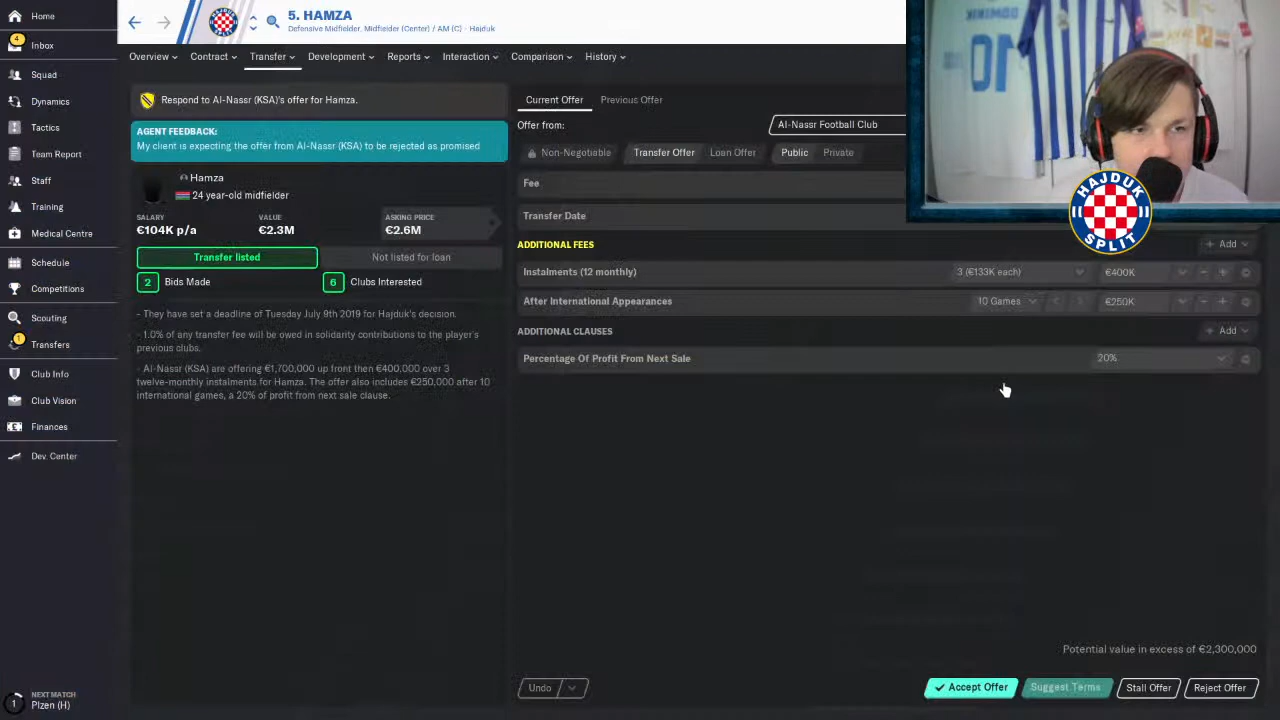 Home
4
Inbox
Squad
Dynamics
Tactics
Team Report
Staff
Training
Medical Centre
Schedule
Competitions
Scouting
1
Transfers
Club Info
Club Vision
Finances
Dev. Center
1
NEXT MATCH
Plzen (H)
5. HAMZA
Defensive Midfielder, Midfielder (Center) / AM (C) - Hajduk
Overview
Contract
Transfer
Development
Reports
Interaction
Comparison
History
Respond to Al-Nassr (KSA)'s offer for Hamza.
AGENT FEEDBACK:
My client is expecting the offer from Al-Nassr (KSA) to be rejected as promised
Hamza
24 year-old midfielder
SALARY
€104K p/a
VALUE
€2.3M
ASKING PRICE
€2.6M
Transfer listed
Not listed for loan
2 Bids Made
6 Clubs Interested
- They have set a deadline of Tuesday July 9th 2019 for Hajduk's decision.
- 1.0% of any transfer fee will be owed in solidarity contributions to the player's
previous clubs.
- Al-Nassr (KSA) are offering €1,700,000 up front then €400,000 over 3
twelve-monthly instalments for Hamza. The offer also includes €250,000 after 10
international games, a 20% of profit from next sale clause.
Current Offer
Previous Offer
Offer from:
Al-Nassr Football Club
Non-Negotiable
Transfer Offer
Loan Offer
Public
Private
Fee
Transfer Date
ADDITIONAL FEES
+ Add
Instalments (12 monthly)
3 (€133K each)
€400K
After International Appearances
10 Games
€250K
ADDITIONAL CLAUSES
+ Add
Percentage Of Profit From Next Sale
20%
Potential value in excess of €2,300,000
Undo
Accept Offer
Suggest Terms
Stall Offer
Reject Offer
DOMINIK
10
HAJDUK
SPLIT